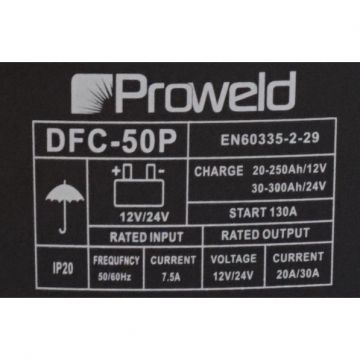 Proweld
DFC-50P
EN60335-2-29
+ -
12V/24V
CHARGE 20-250Ah/12V
30-300Ah/24V
START 130A
RATED INPUT
RATED OUTPUT
IP20
FREQUFNCY
50/60Hz
CURRENT
7.5A
VOLTAGE
12V/24V
CURRENT
20A/30A